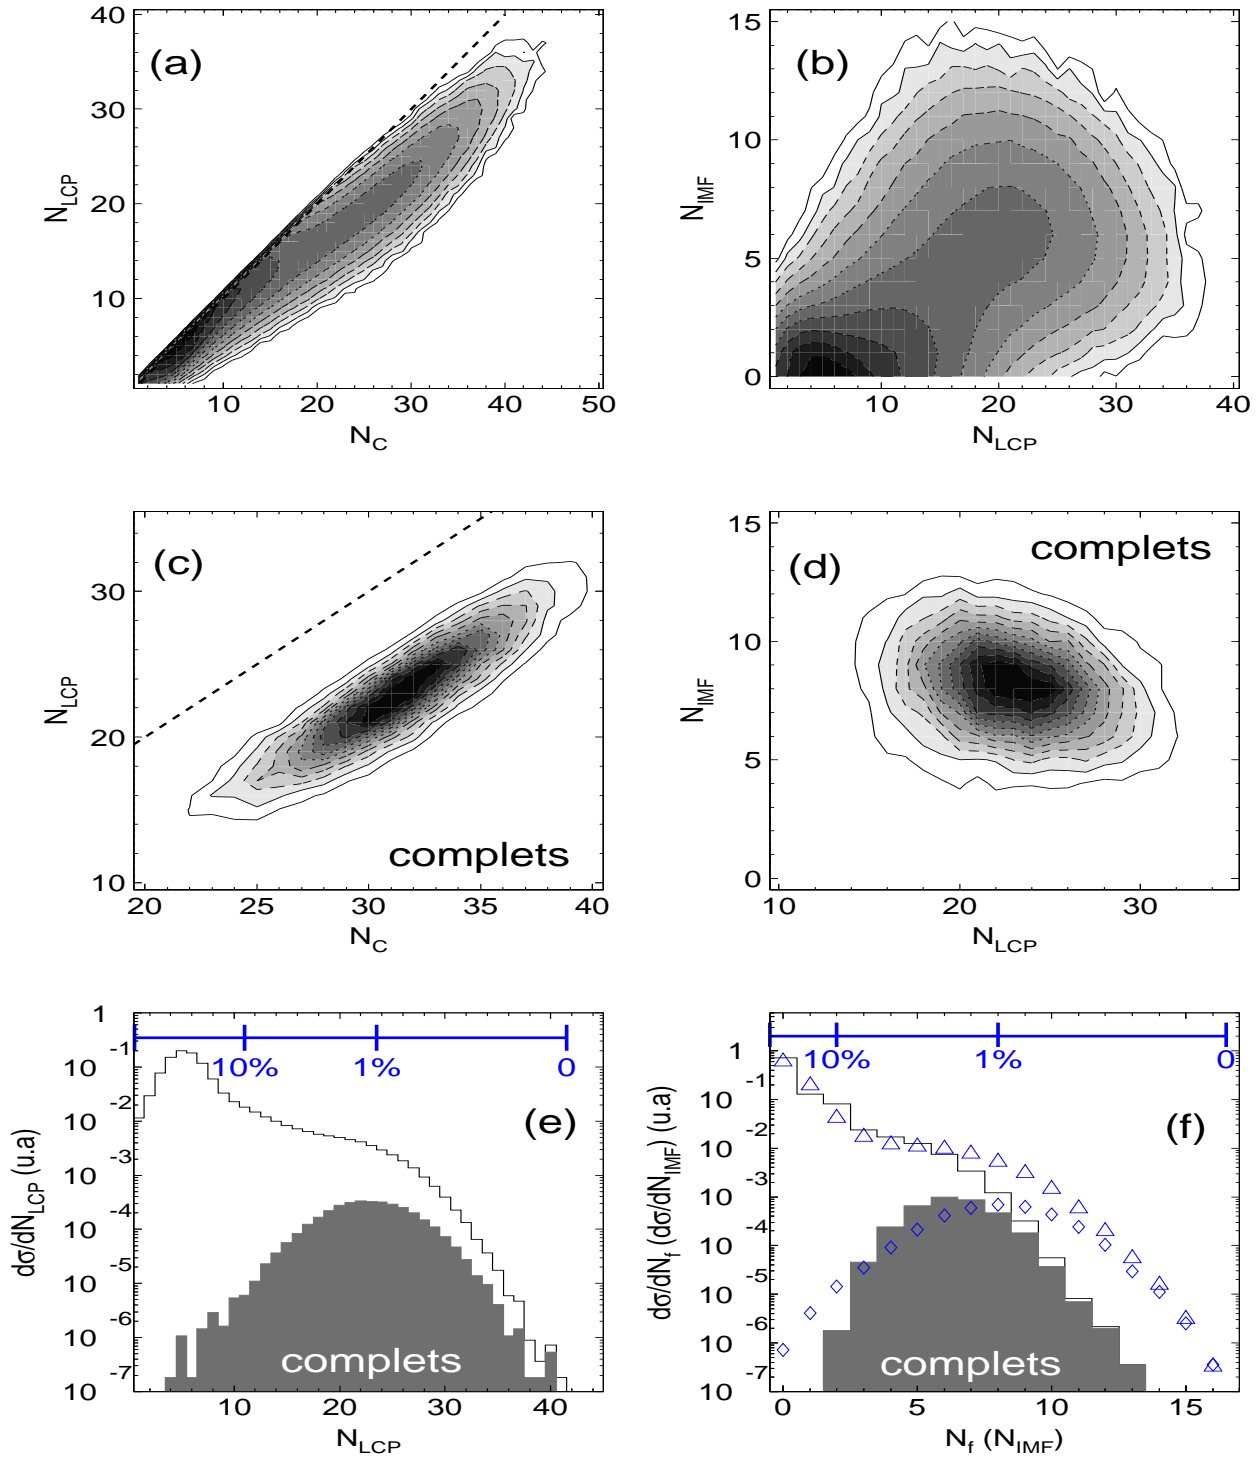 (a)
40
30
20
10
N_LCP
10 20 30 40 50
N_C
(b)
15
10
5
0
N_IMF
10 20 30 40
N_LCP
(c)
30
20
10
N_LCP
complets
20 25 30 35 40
N_C
(d)
complets
15
10
5
0
N_IMF
10 20 30
N_LCP
(e)
1
10^-1
10^-2
10^-3
10^-4
10^-5
10^-6
10^-7
dσ/dN_LCP (u.a)
10% 1% 0
complets
10 20 30 40
N_LCP
(f)
1
10^-1
10^-2
10^-3
10^-4
10^-5
10^-6
10^-7
dσ/dN_f (dσ/dN_IMF) (u.a)
10% 1% 0
complets
0 5 10 15
N_f (N_IMF)